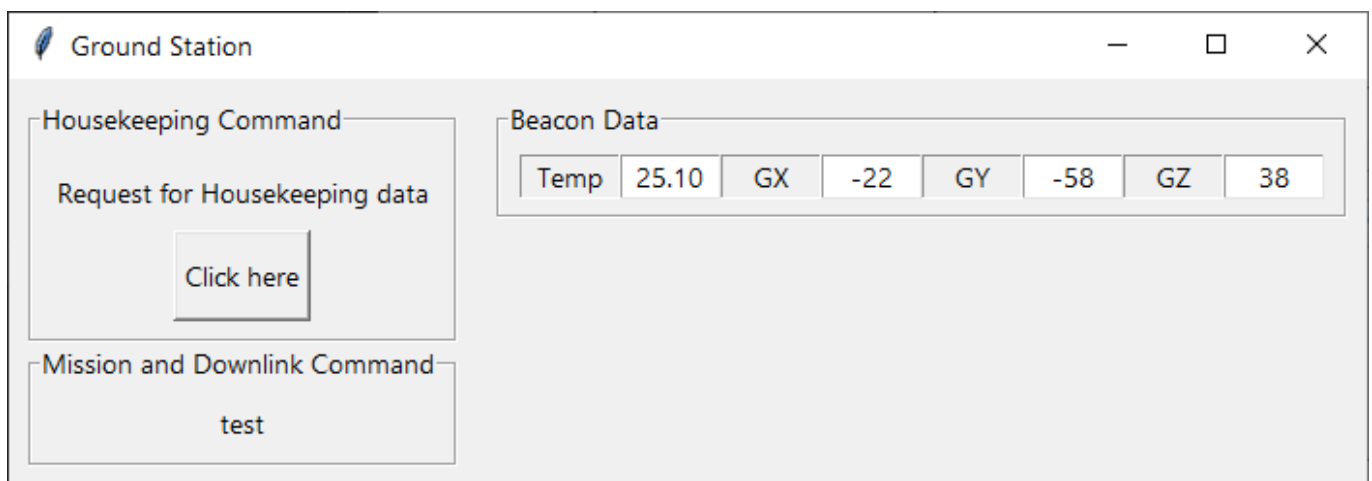 Ground Station
Housekeeping Command
Request for Housekeeping data
Click here
Mission and Downlink Command
test
Beacon Data
Temp 25.10 GX -22 GY -58 GZ 38